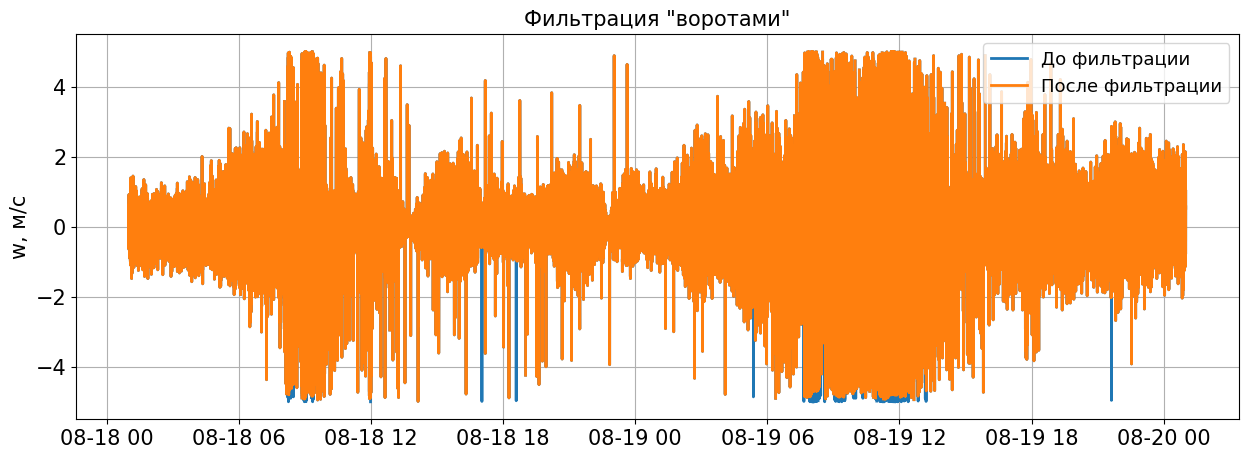 Фильтрация "воротами"
До фильтрации
После фильтрации
w, м/с
4
2
0
−2
−4
08-18 00 08-18 06 08-18 12 08-18 18 08-19 00 08-19 06 08-19 12 08-19 18 08-20 00